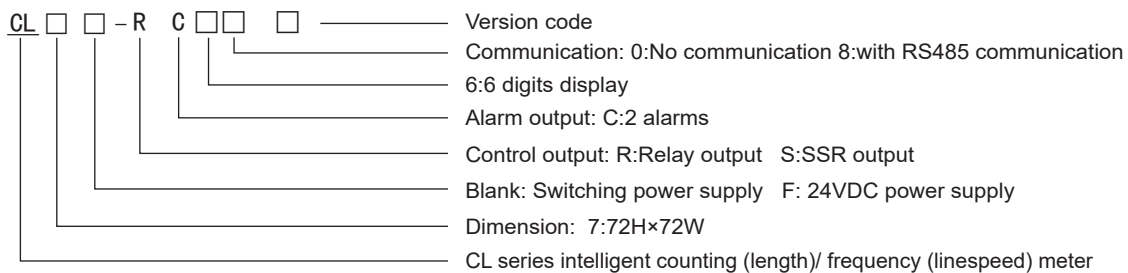 CL□ □-R C□□ □
Version code
Communication: 0:No communication 8:with RS485 communication
6:6 digits display
Alarm output: C:2 alarms
Control output: R:Relay output S:SSR output
Blank: Switching power supply F: 24VDC power supply
Dimension: 7:72H×72W
CL series intelligent counting (length)/ frequency (linespeed) meter